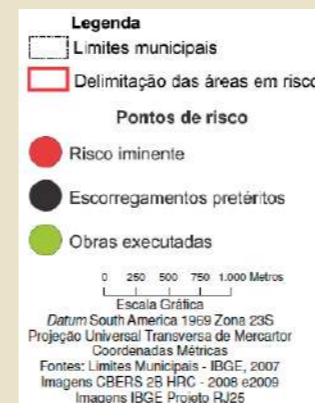 Legenda
Limites municipais
Delimitação das áreas em risco
Pontos de risco
Risco iminente
Escorregamentos pretéritos
Obras executadas
0 250 500 750 1.000 Metros
Escala Gráfica
Datum South America 1969 Zona 23S
Projeção Universal Transversa de Mercartor
Coordenadas Métricas
Fontes: Limites Municipais - IBGE, 2007
Imagens CBERS 2B HRC - 2008 e2009
Imagens IBGE Projeto RJ25